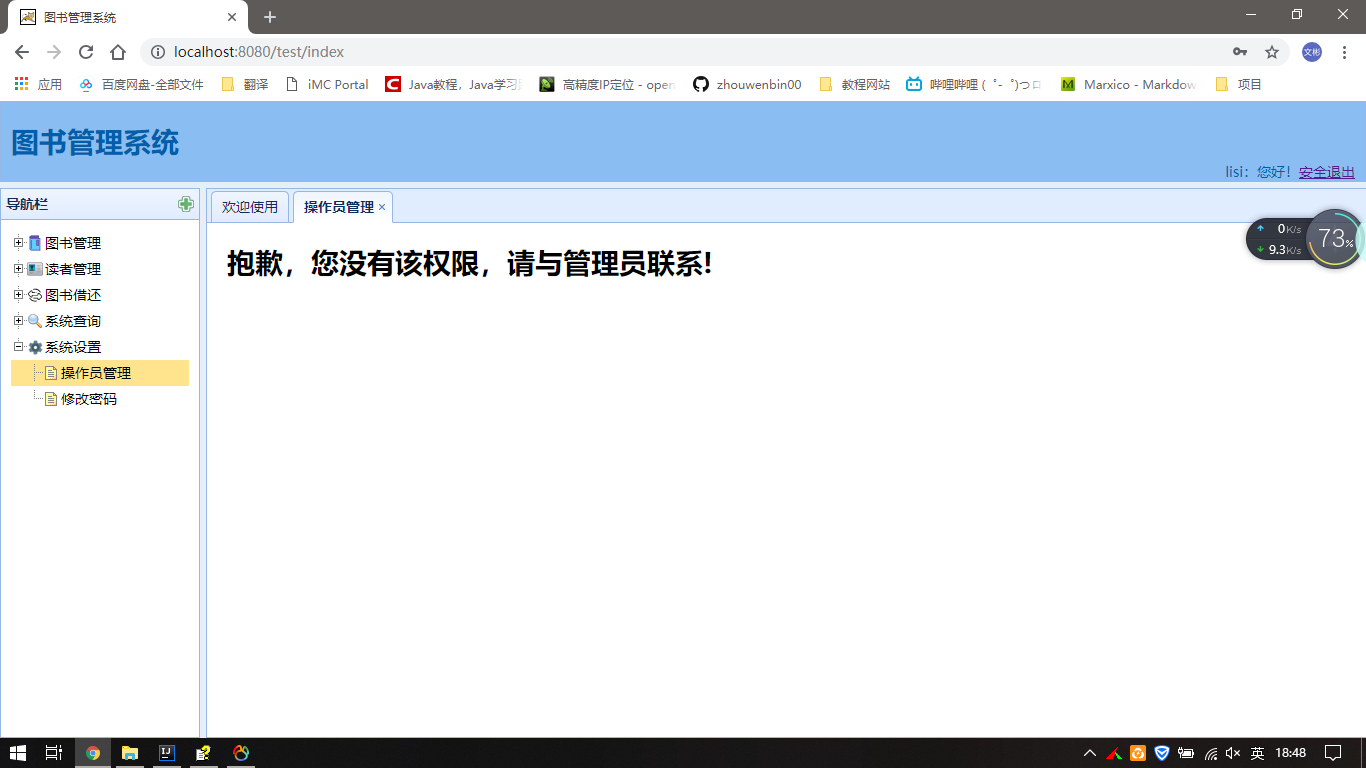 图书管理系统
localhost:8080/test/index
文彬
应用
百度网盘-全部文件
翻译
iMC Portal
Java教程，Java学习
高精度IP定位 - open
zhouwenbin00
教程网站
哔哩哔哩 ( ゜- ゜)つロ
Marxico - Markdow
项目
图书管理系统
lisi：您好！安全退出
导航栏
欢迎使用
操作员管理
图书管理
读者管理
图书借还
系统查询
系统设置
操作员管理
修改密码
抱歉，您没有该权限，请与管理员联系!
0K/s
9.3K/s
73%
英
18:48